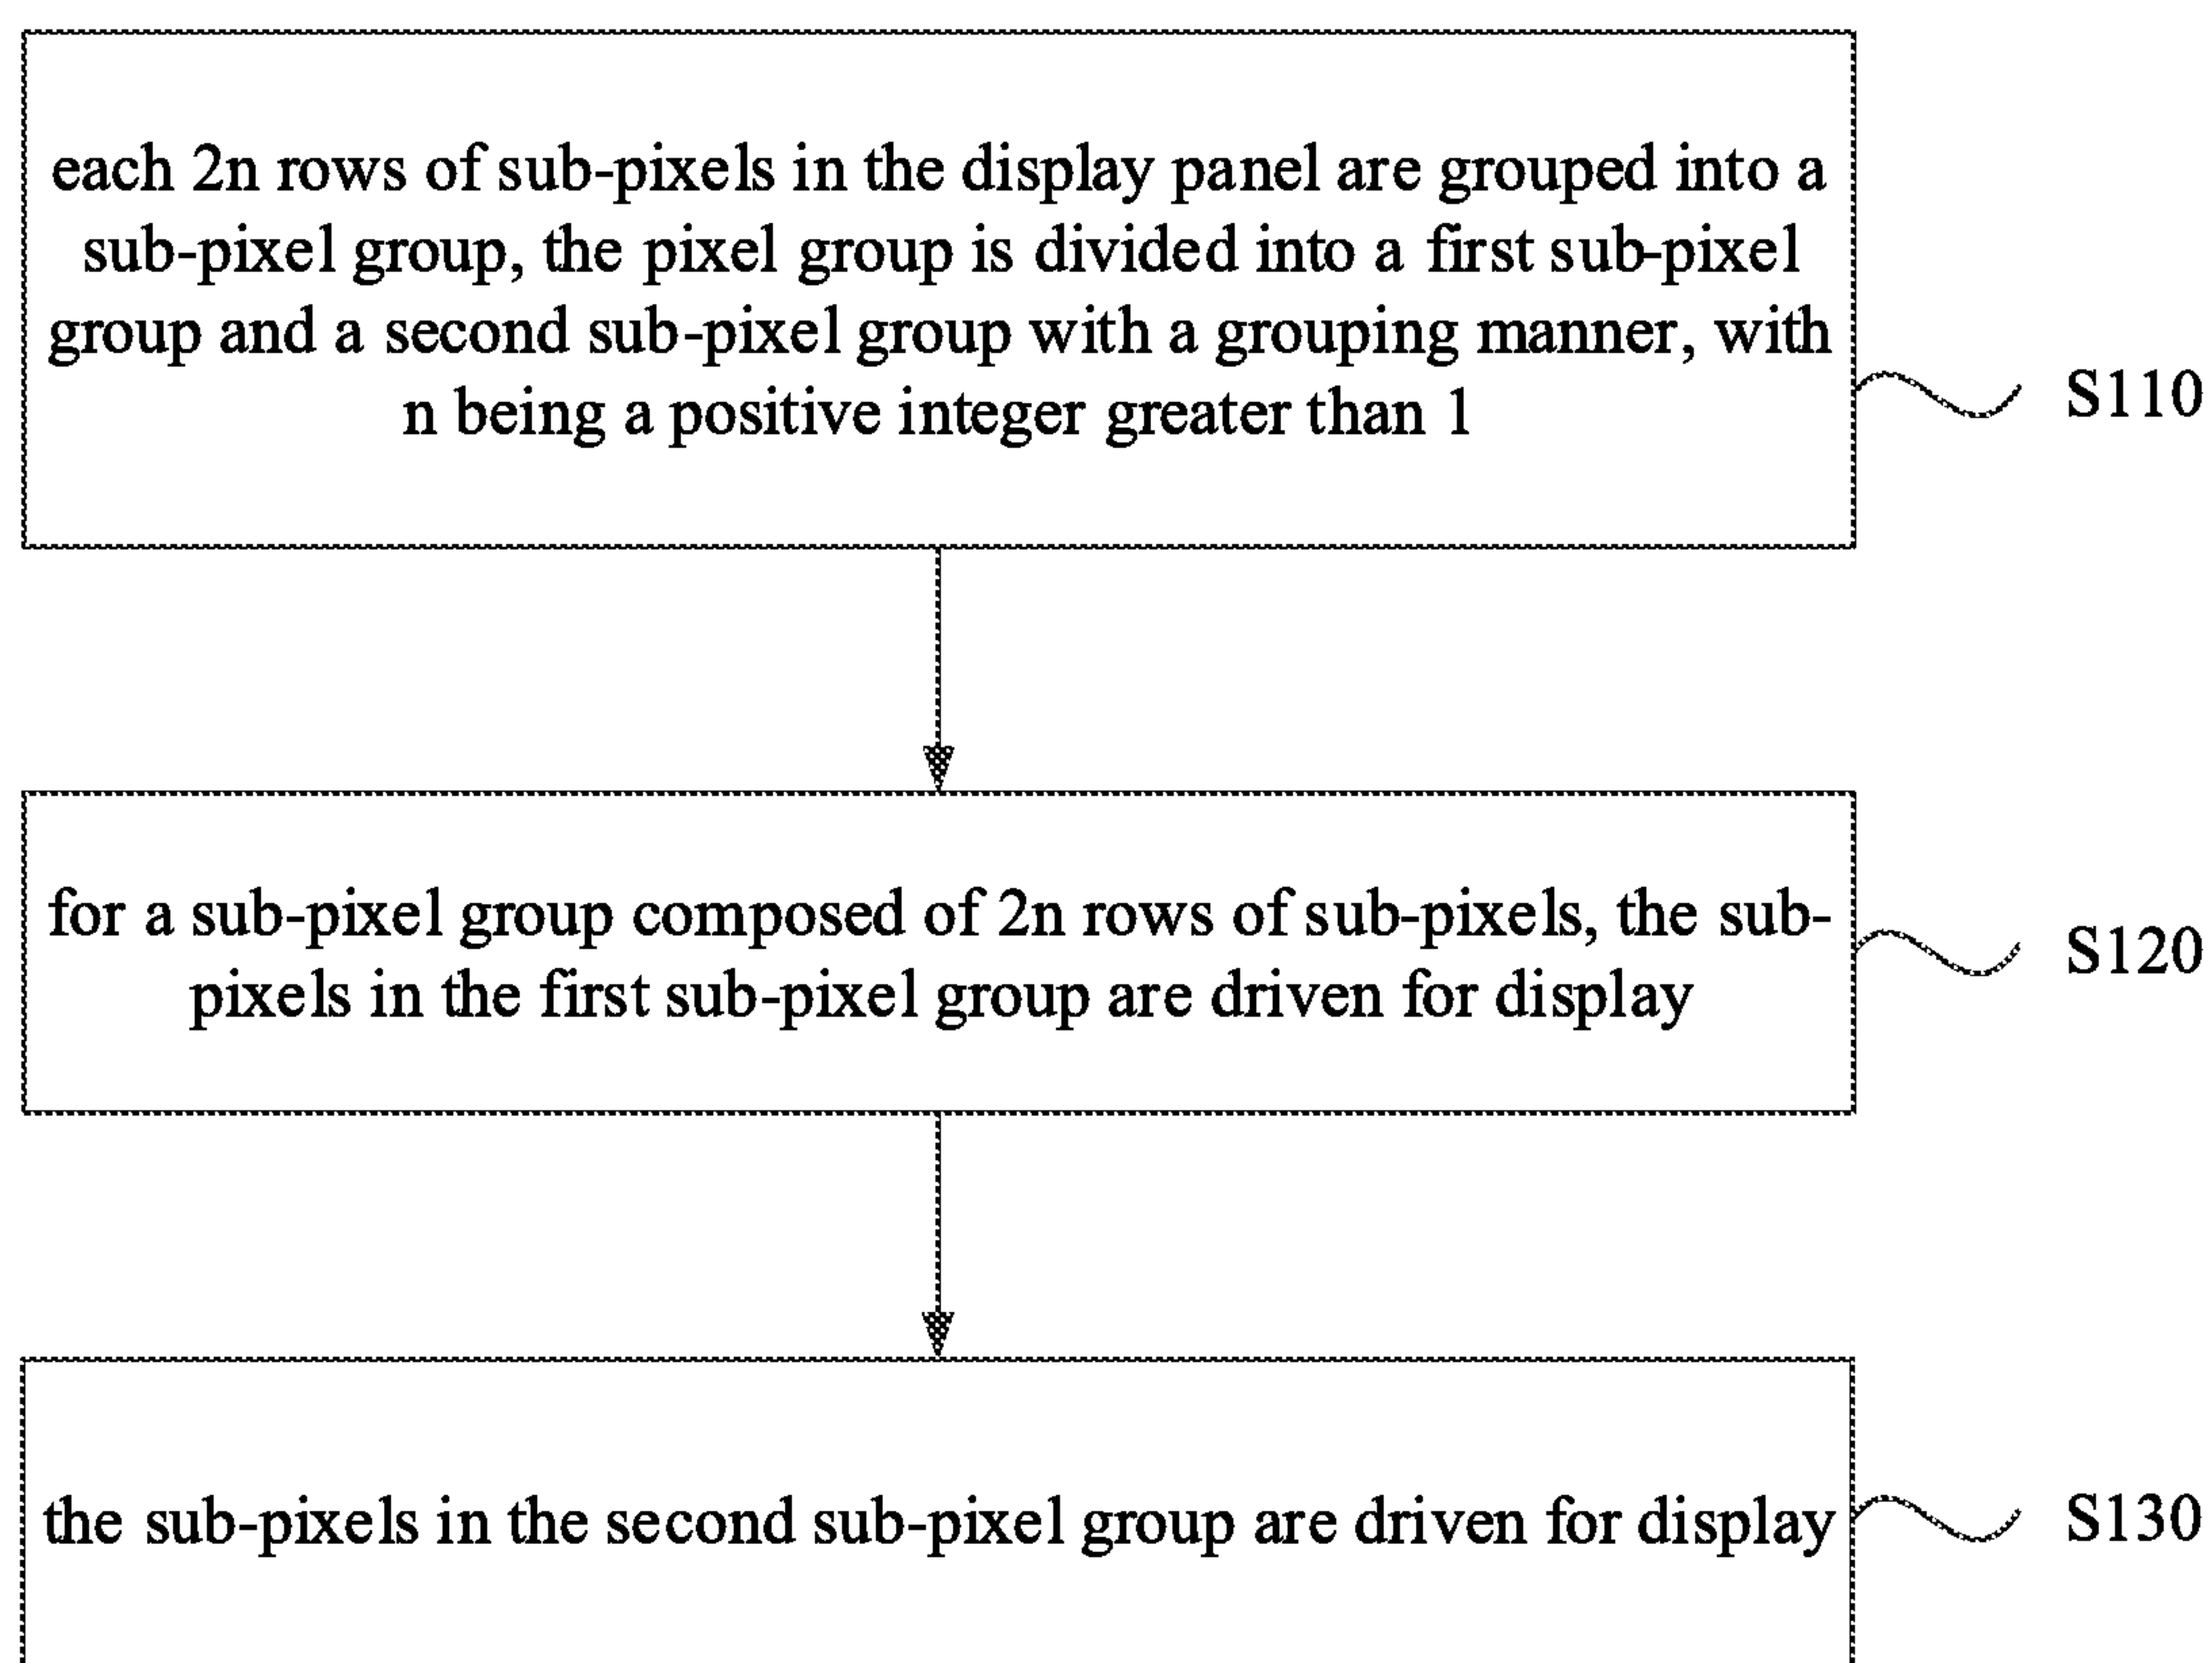 each 2n rows of sub-pixels in the display panel are grouped into a
sub-pixel group, the pixel group is divided into a first sub-pixel
group and a second sub-pixel group with a grouping manner, with
n being a positive integer greater than 1
S110
for a sub-pixel group composed of 2n rows of sub-pixels, the sub-
pixels in the first sub-pixel group are driven for display
S120
the sub-pixels in the second sub-pixel group are driven for display
S130